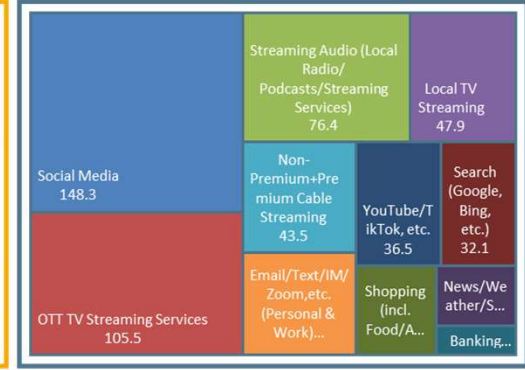 Social Media
148.3
OTT TV Streaming Services
105.5
Streaming Audio (Local
Radio/
Podcasts/Streaming
Services)
76.4
Local TV
Streaming
47.9
Non-
Premium+Pre
mium Cable
Streaming
43.5
YouTube/T
ikTok, etc.
36.5
Search
(Google,
Bing,
etc.)
32.1
Email/Text/IM/
Zoom,etc.
(Personal &
Work)...
Shopping
(incl.
Food/A...
News/We
ather/S...
Banking...